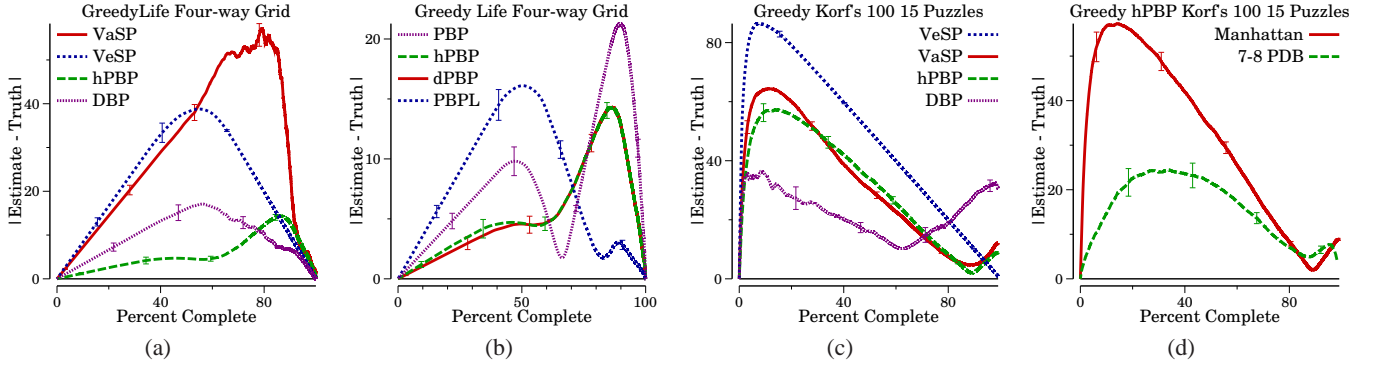 GreedyLife Four-way Grid
VaSP
VeSP
hPBP
DBP
| Estimate - Truth |
40
20
0
0
40
80
Percent Complete
(a)
Greedy Life Four-way Grid
PBP
hPBP
dPBP
PBPL
| Estimate - Truth |
20
10
0
0
50
100
Percent Complete
(b)
Greedy Korf's 100 15 Puzzles
VeSP
VaSP
hPBP
DBP
| Estimate - Truth |
80
40
0
0
40
80
Percent Complete
(c)
Greedy hPBP Korf's 100 15 Puzzles
Manhattan
7-8 PDB
| Estimate - Truth |
40
20
0
0
40
80
Percent Complete
(d)